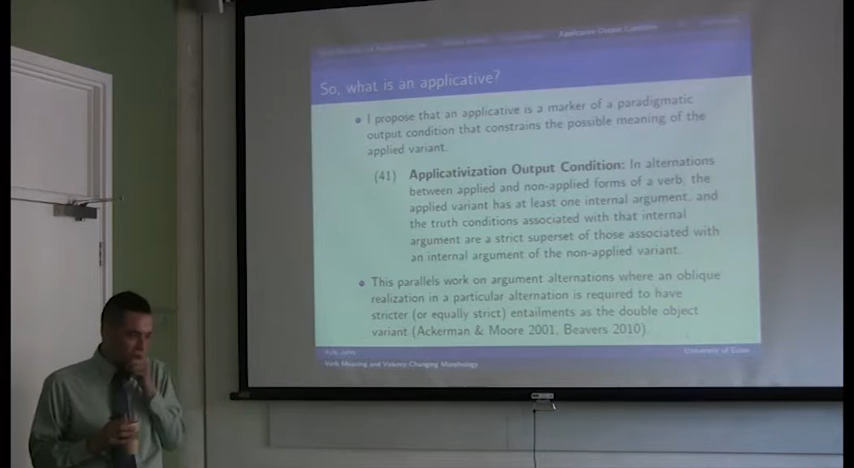 Applicative Output Condition
So, what is an applicative?
I propose that an applicative is a marker of a paradigmatic
output condition that constrains the possible meaning of the
applied variant.
(41) Applicativization Output Condition: In alternations
between applied and non-applied forms of a verb, the
applied variant has at least one internal argument, and
the truth conditions associated with that internal
argument are a strict superset of those associated with
an internal argument of the non-applied variant.
This parallels work on argument alternations where an oblique
realization in a particular alternation is required to have
stricter (or equally strict) entailments as the double object
variant (Ackerman & Moore 2001, Beavers 2010).
University of Essex
Verb Meaning and Valency Changing Morphology